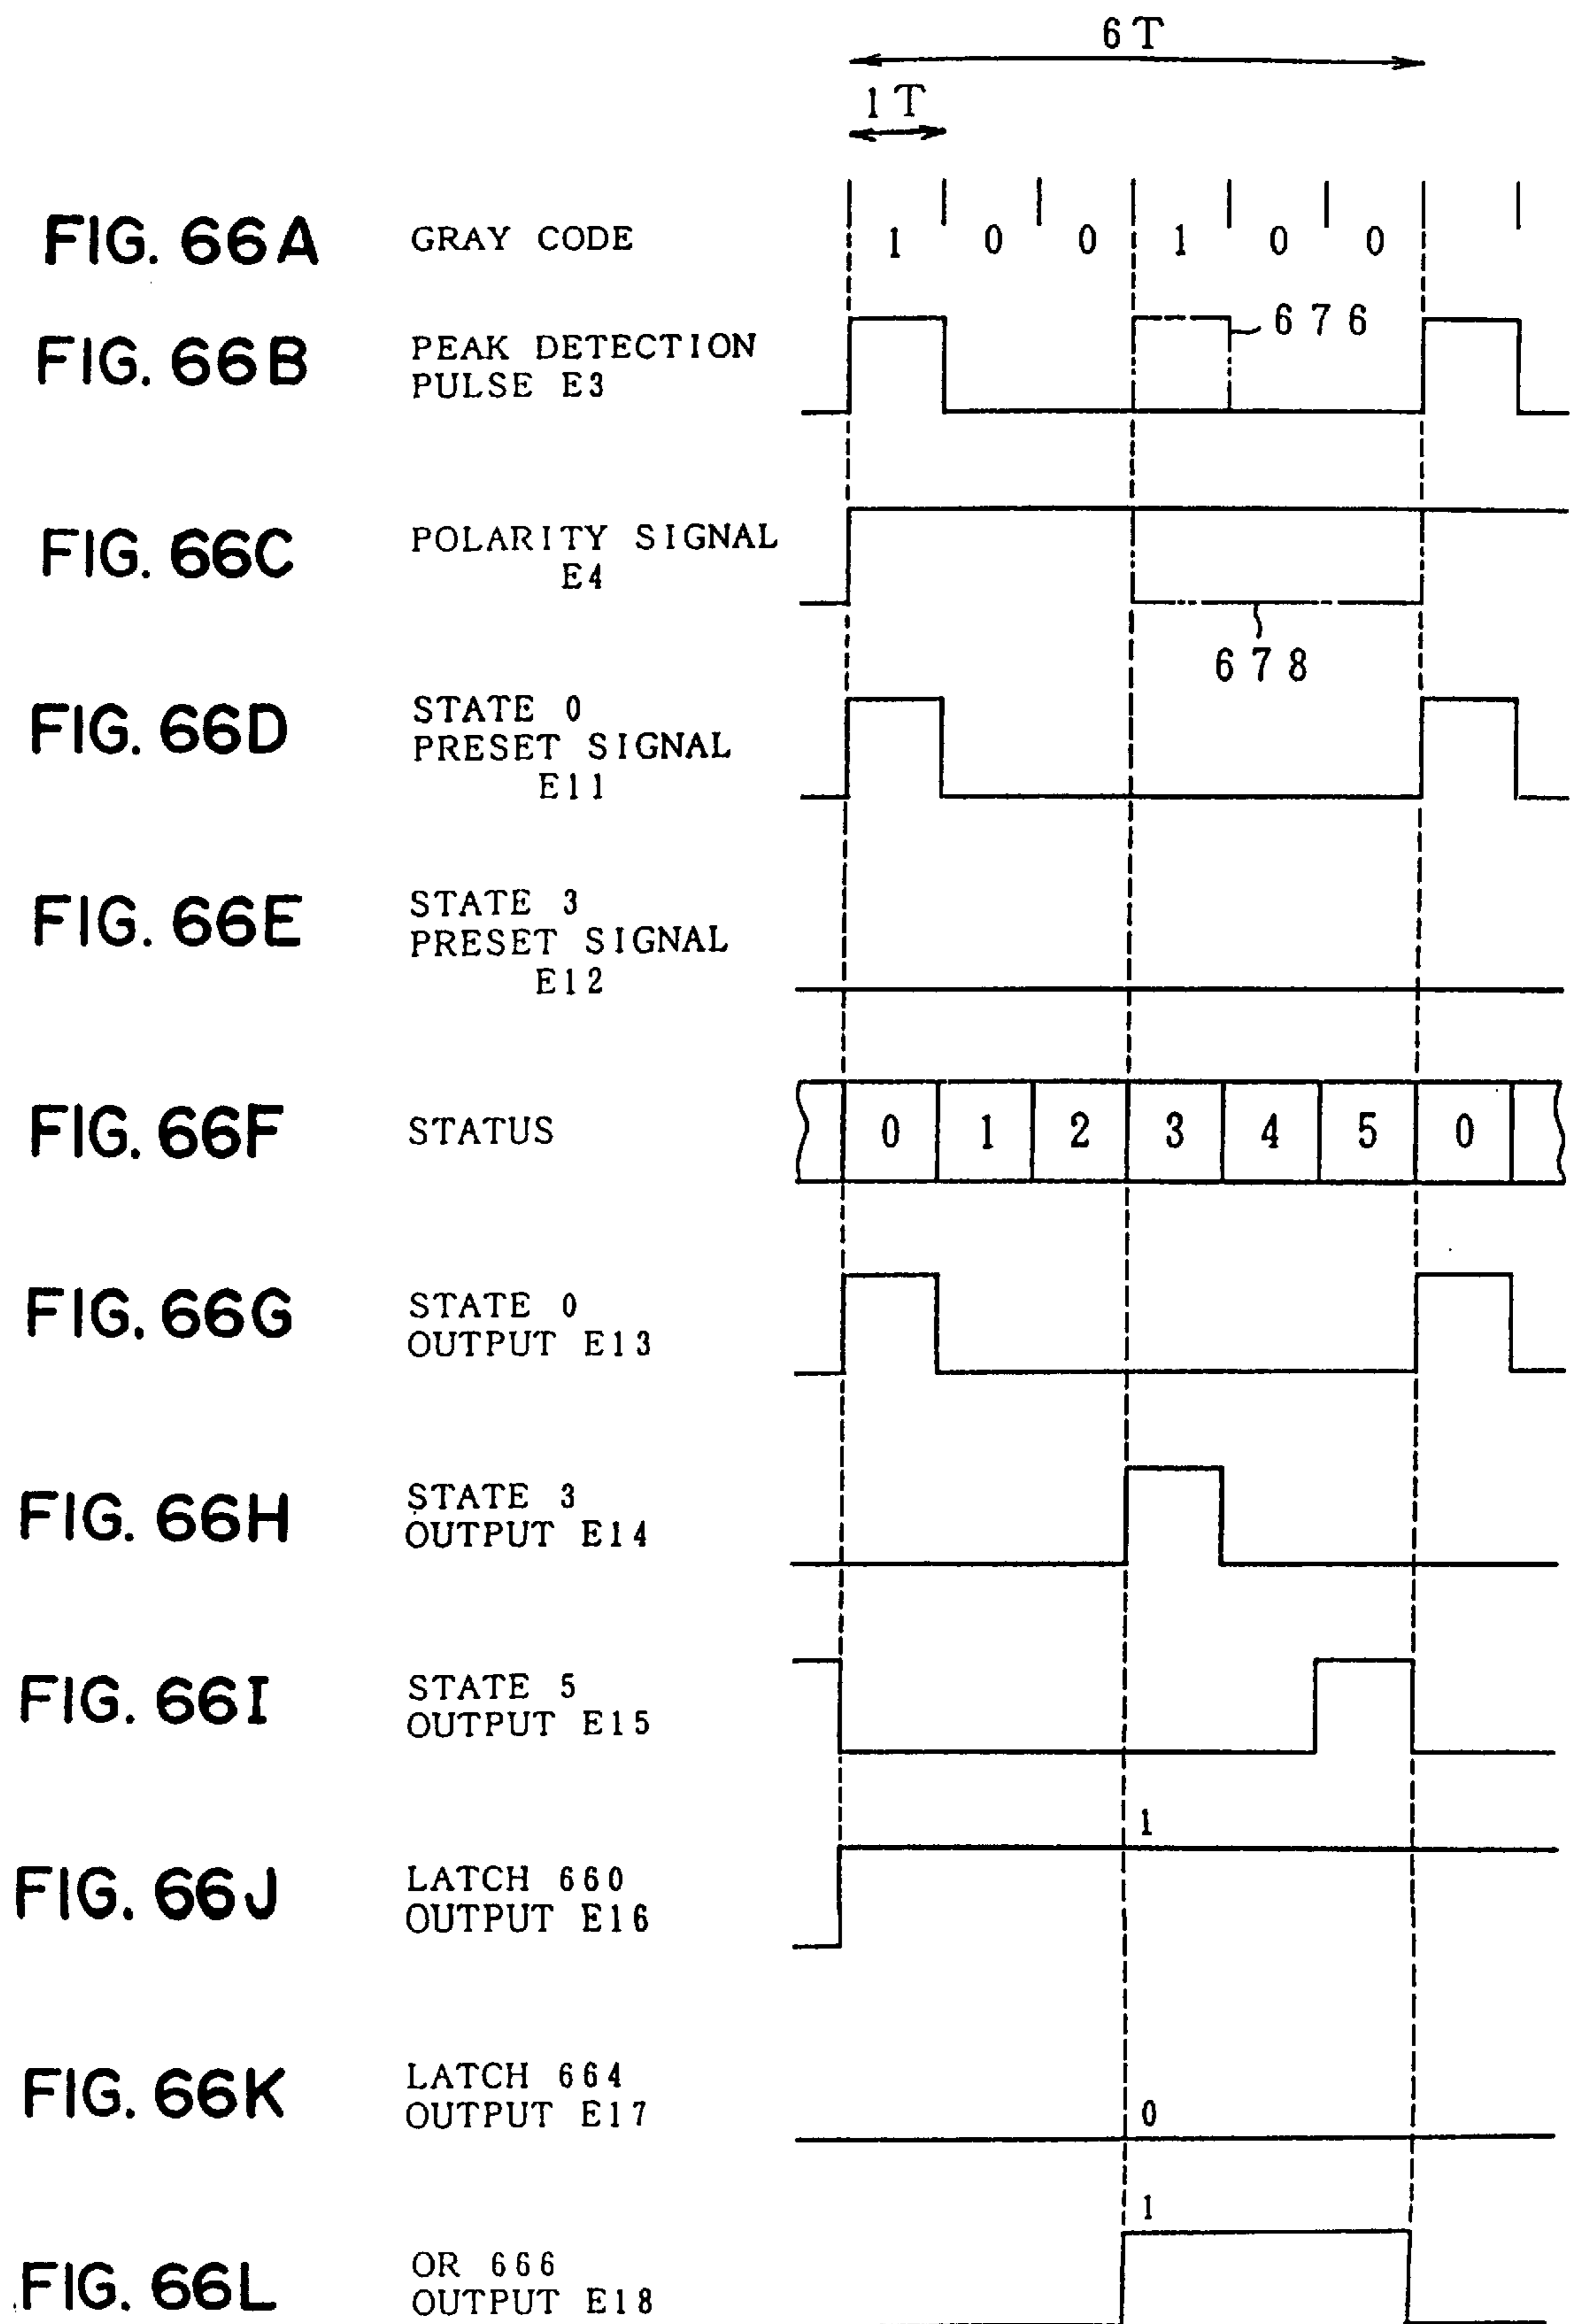 6T
1T
FIG. 66A GRAY CODE 1 0 0 1 0 0
FIG. 66B PEAK DETECTION PULSE E3 676
FIG. 66C POLARITY SIGNAL E4 678
FIG. 66D STATE 0 PRESET SIGNAL E11
FIG. 66E STATE 3 PRESET SIGNAL E12
FIG. 66F STATUS 0 1 2 3 4 5 0
FIG. 66G STATE 0 OUTPUT E13
FIG. 66H STATE 3 OUTPUT E14
FIG. 66I STATE 5 OUTPUT E15
1
FIG. 66J LATCH 660 OUTPUT E16
FIG. 66K LATCH 664 OUTPUT E17 0
1
FIG. 66L OR 666 OUTPUT E18